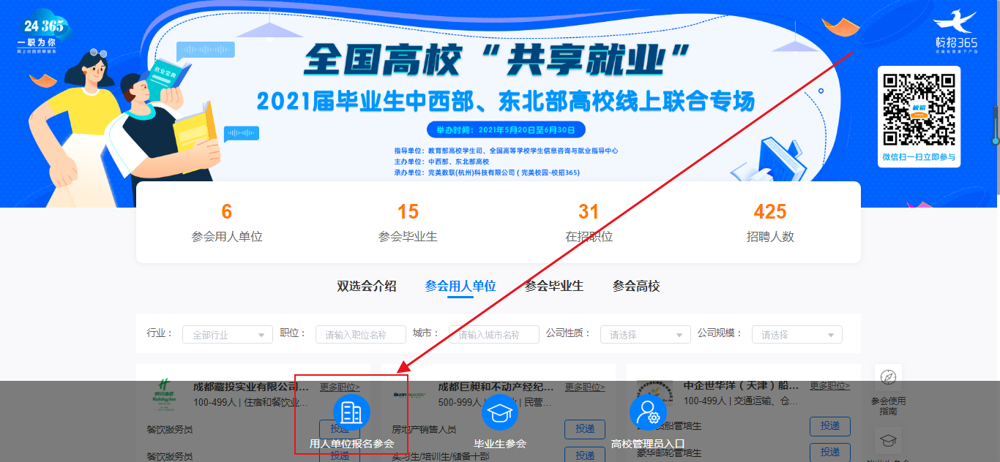 24 365
一职为你
网上校园招聘服务
就业宝典
全国高校“共享就业”
2021届毕业生中西部、东北部高校线上联合专场
举办时间：2021年5月20日至6月30日
指导单位：教育部高校学生司、全国高等学校学生信息咨询与就业指导中心
主办单位：中西部、东北部高校
承办单位：完美数联(杭州)科技有限公司 ( 完美校园-校招365)
校招365
完美校园旗下产品
校招
微信扫一扫立即参与
6 15 31 425
参会用人单位 参会毕业生 在招职位 招聘人数
双选会介绍 参会用人单位 参会毕业生 参会高校
行业： 全部行业 职位： 请输入职位名称 城市： 请输入城市名称 公司性质： 请选择 公司规模： 请选择
假日酒店
Holiday Inn
成都藏投实业有限公司... 更多职位>
100-499人 | 住宿和餐饮业...
餐饮服务员 投递
餐饮服务员 投递
成都巨昶和不动产经纪... 更多职位>
500-999人 | 业 | 民营...
房地产销售人员 投递
实习生/培训生/储备干部 投递
中企世华洋（天津）船... 更多职位>
100-499人 | 交通运输、仓...
货船管培生 投递
豪华邮轮管培生 投递
用人单位报名参会 毕业生参会 高校管理员入口
参会使用
指南